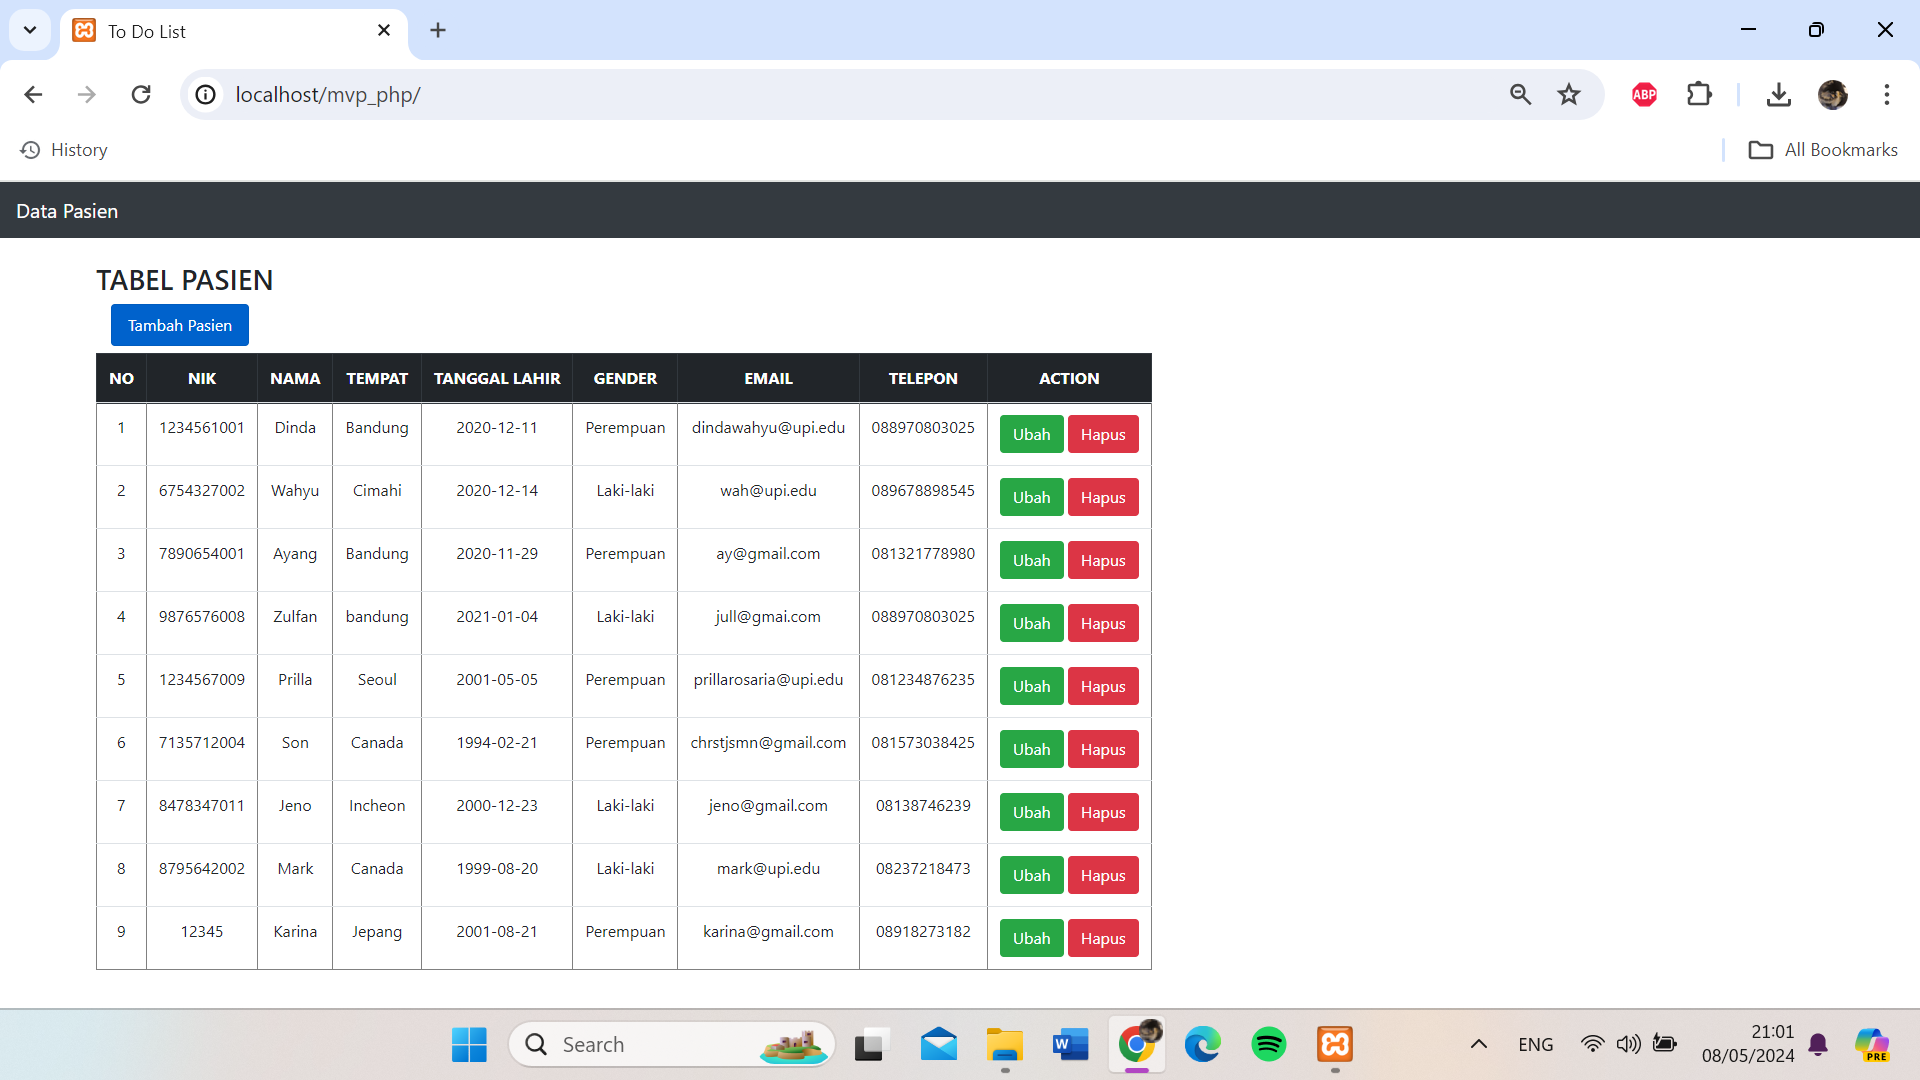 To Do List
localhost/mvp_php/
ABP
History
All Bookmarks
Data Pasien
TABEL PASIEN
Tambah Pasien
NO NIK NAMA TEMPAT TANGGAL LAHIR GENDER EMAIL TELEPON ACTION
1 1234561001 Dinda Bandung 2020-12-11 Perempuan dindawahyu@upi.edu 088970803025 Ubah Hapus
2 6754327002 Wahyu Cimahi 2020-12-14 Laki-laki wah@upi.edu 089678898545 Ubah Hapus
3 7890654001 Ayang Bandung 2020-11-29 Perempuan ay@gmail.com 081321778980 Ubah Hapus
4 9876576008 Zulfan bandung 2021-01-04 Laki-laki jull@gmai.com 088970803025 Ubah Hapus
5 1234567009 Prilla Seoul 2001-05-05 Perempuan prillarosaria@upi.edu 081234876235 Ubah Hapus
6 7135712004 Son Canada 1994-02-21 Perempuan chrstjsmn@gmail.com 081573038425 Ubah Hapus
7 8478347011 Jeno Incheon 2000-12-23 Laki-laki jeno@gmail.com 08138746239 Ubah Hapus
8 8795642002 Mark Canada 1999-08-20 Laki-laki mark@upi.edu 08237218473 Ubah Hapus
9 12345 Karina Jepang 2001-08-21 Perempuan karina@gmail.com 08918273182 Ubah Hapus
Search
W
ENG
21:01
08/05/2024
PRE